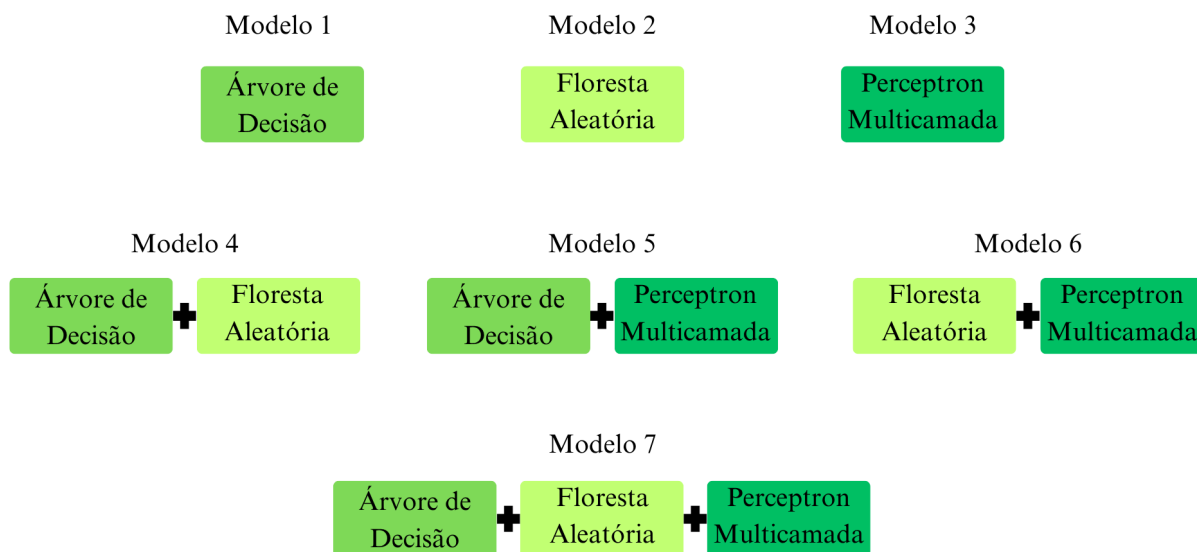 Modelo 1
Modelo 2
Modelo 3
Árvore de
Decisão
Floresta
Aleatória
Perceptron
Multicamada
Modelo 4
Modelo 5
Modelo 6
Árvore de
Decisão
Floresta
Aleatória
Árvore de
Decisão
Perceptron
Multicamada
Floresta
Aleatória
Perceptron
Multicamada
Modelo 7
Árvore de
Decisão
Floresta
Aleatória
Perceptron
Multicamada